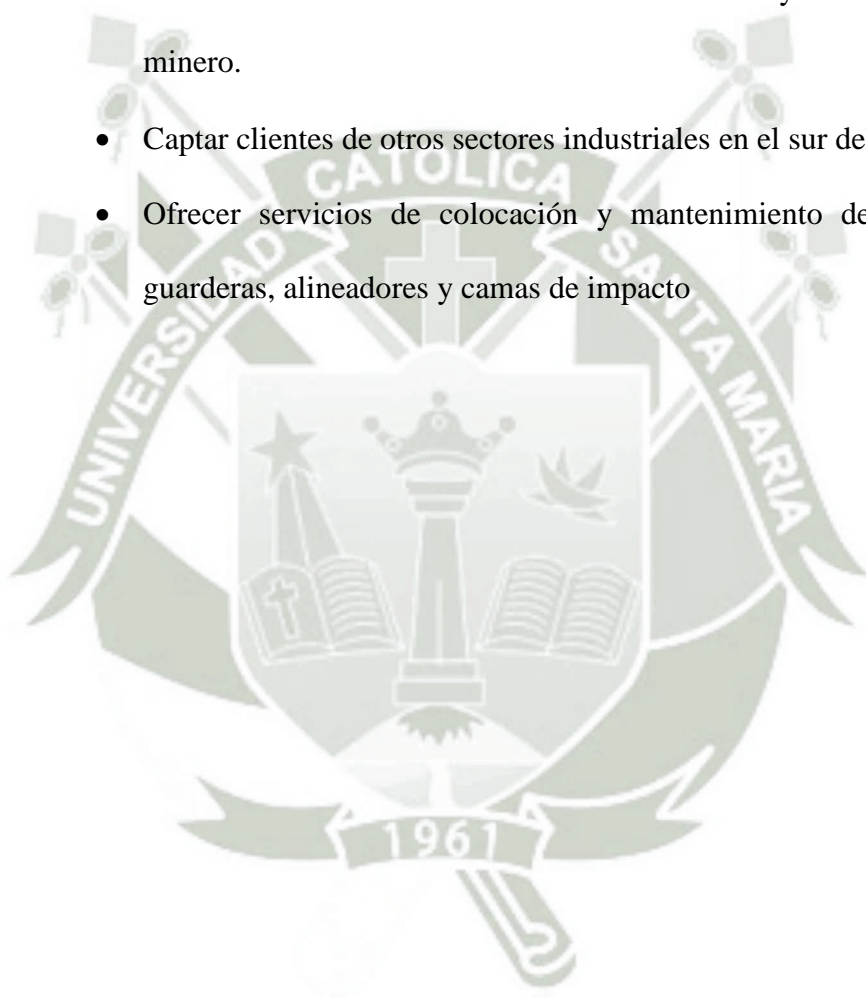 minero.
• Captar clientes de otros sectores industriales en el sur de
• Ofrecer servicios de colocación y mantenimiento de
guarderas, alineadores y camas de impacto
UNIVERSIDAD CATOLICA SANTA MARIA
1961